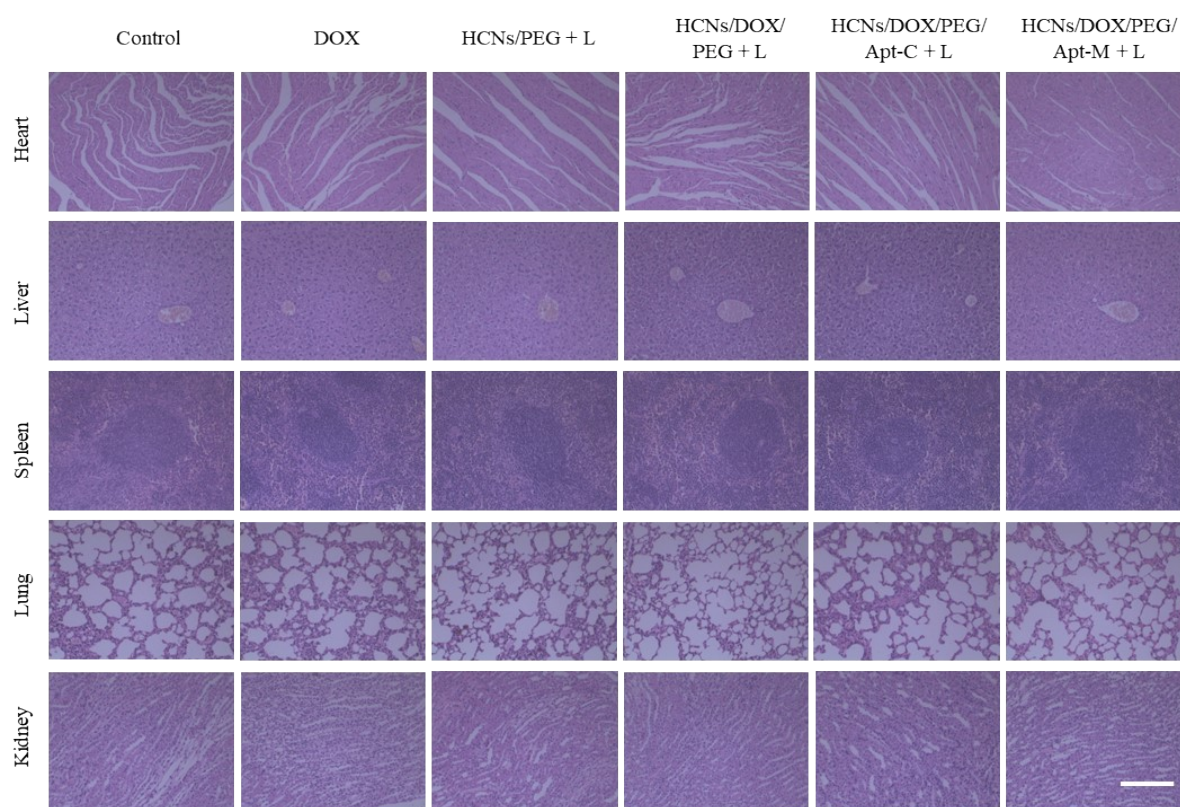 Control
DOX
HCNs/PEG + L
HCNs/DOX/
PEG + L
HCNs/DOX/PEG/
Apt-C + L
HCNs/DOX/PEG/
Apt-M + L
Heart
Liver
Spleen
Lung
Kidney